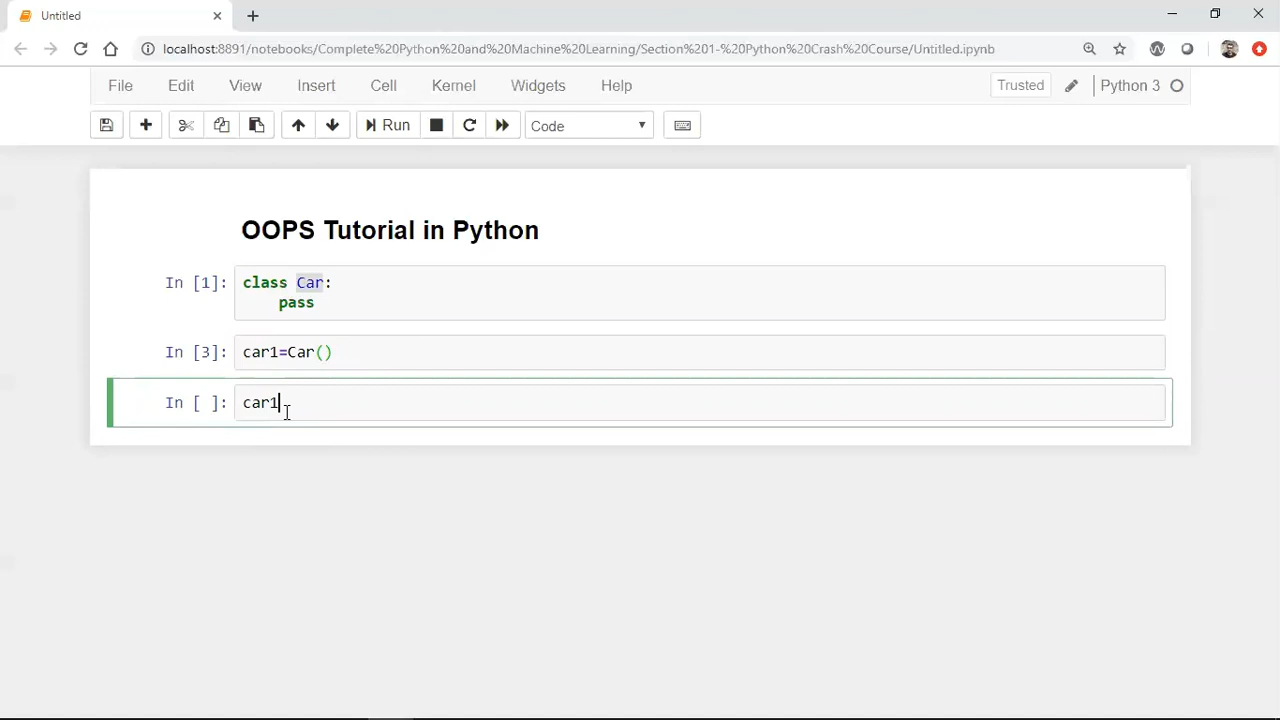 Untitled
localhost:8891/notebooks/Complete%20Python%20and%20Machine%20Learning/Section%201-%20Python%20Crash%20Course/Untitled.ipynb
File Edit View Insert Cell Kernel Widgets Help Trusted Python 3
Run Code
OOPS Tutorial in Python
In [1]: class Car:
pass
In [3]: car1=Car()
In [ ]: car1